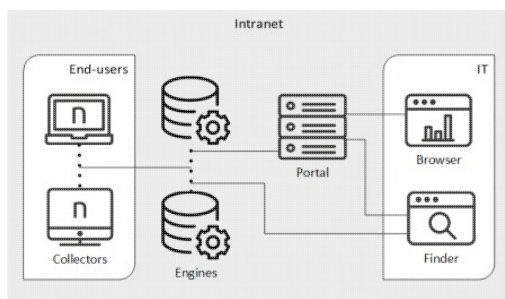 Intranet
End-users
IT
n
n
Collectors
Engines
Portal
Browser
Finder